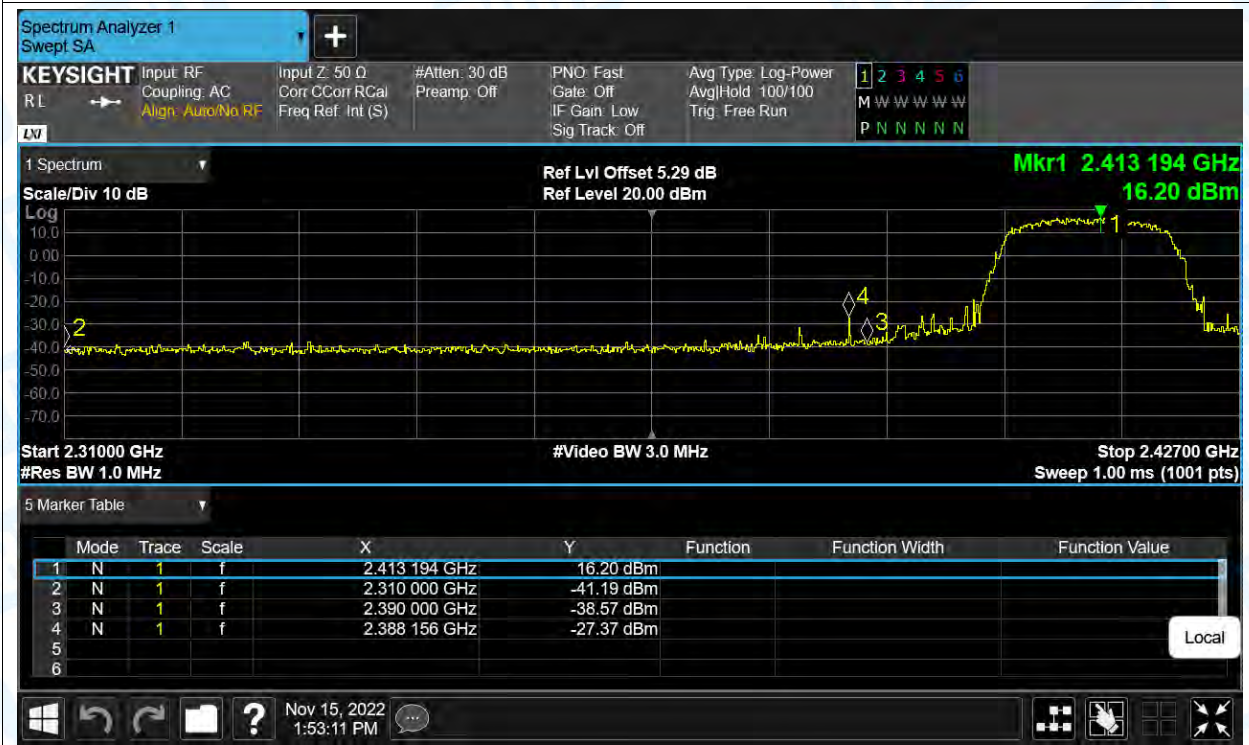 Spectrum Analyzer 1
Swept SA
+
KEYSIGHT Input: RF Input Z: 50 Ω #Atten: 30 dB PNO: Fast Avg Type: Log-Power 1 2 3 4 5 6
RL Coupling: AC Corr CCorr RCal Preamp: Off Gate: Off Avg|Hold: 100/100 M W W W W W
Align: Auto/No RF Freq Ref: Int (S) IF Gain: Low Trig: Free Run
LXI Sig Track: Off P N N N N N
1 Spectrum Ref Lvl Offset 5.29 dB Mkr1 2.413 194 GHz
Scale/Div 10 dB Ref Level 20.00 dBm 16.20 dBm
Log
10.0 1
0.00
-10.0
-20.0 4
-30.0 2 3
-40.0
-50.0
-60.0
-70.0
Start 2.31000 GHz #Video BW 3.0 MHz Stop 2.42700 GHz
#Res BW 1.0 MHz Sweep 1.00 ms (1001 pts)
5 Marker Table
Mode Trace Scale X Y Function Function Width Function Value
1 N 1 f 2.413 194 GHz 16.20 dBm
2 N 1 f 2.310 000 GHz -41.19 dBm
3 N 1 f 2.390 000 GHz -38.57 dBm
4 N 1 f 2.388 156 GHz -27.37 dBm
5
6
Local
? Nov 15, 2022
1:53:11 PM